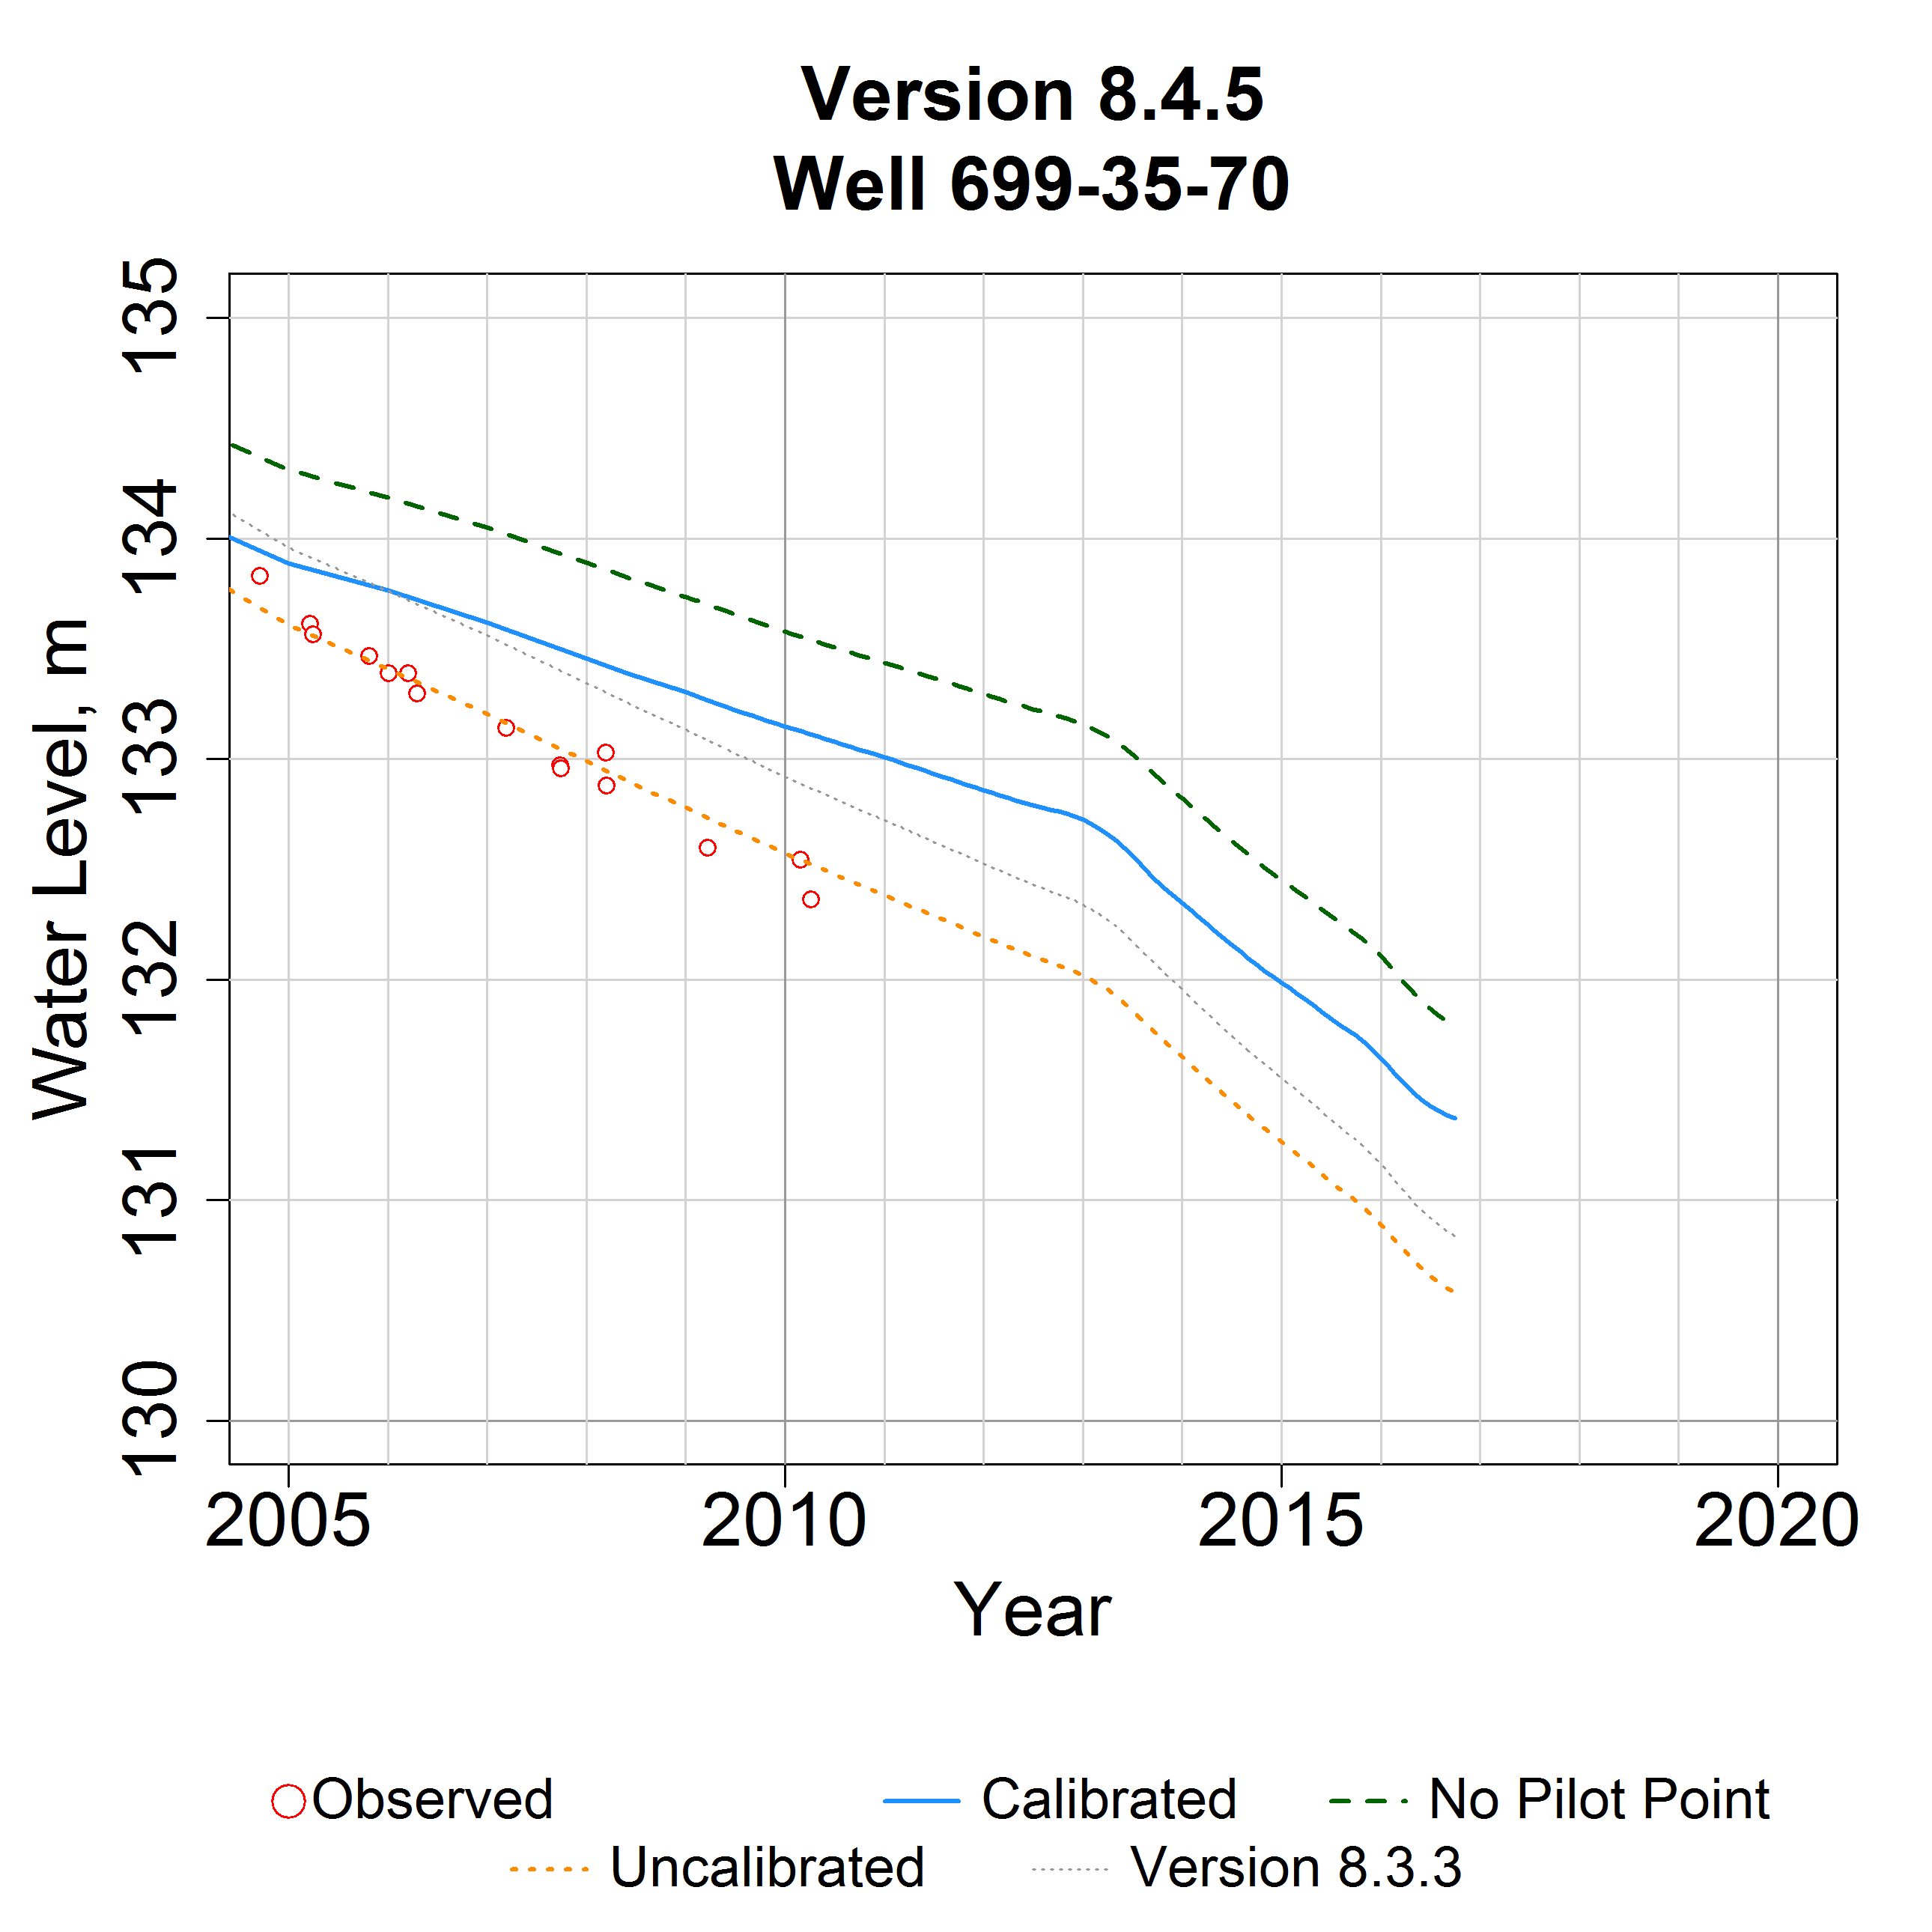 Version 8.4.5
Well 699-35-70
Water Level, m
135
134
133
132
131
130
2005 2010 2015 2020
Year
Observed Calibrated No Pilot Point
Uncalibrated Version 8.3.3